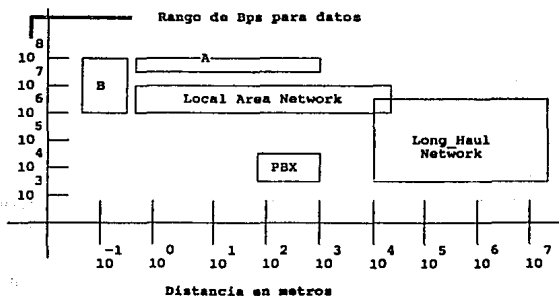 Rango de Bps para datos
10^8
A
10^7
B
10^6
Local Area Network
10^5
Long_Haul
Network
10^4
PBX
10^3
10
10^-1 10^0 10^1 10^2 10^3 10^4 10^5 10^6 10^7
Distancia en metros